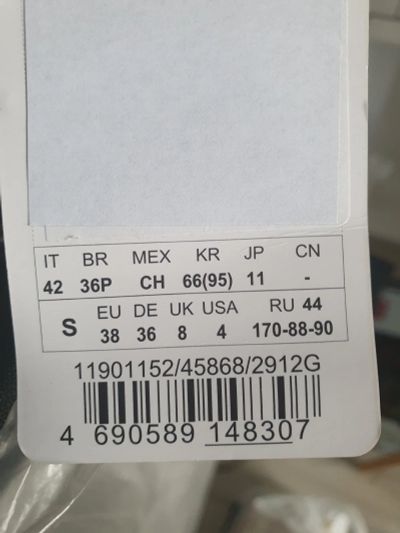 IT BR MEX KR JP CN
42 36P CH 66(95) 11 -
EU DE UK USA RU 44
S 38 36 8 4 170-88-90
11901152/45868/2912G
4 690589 148307